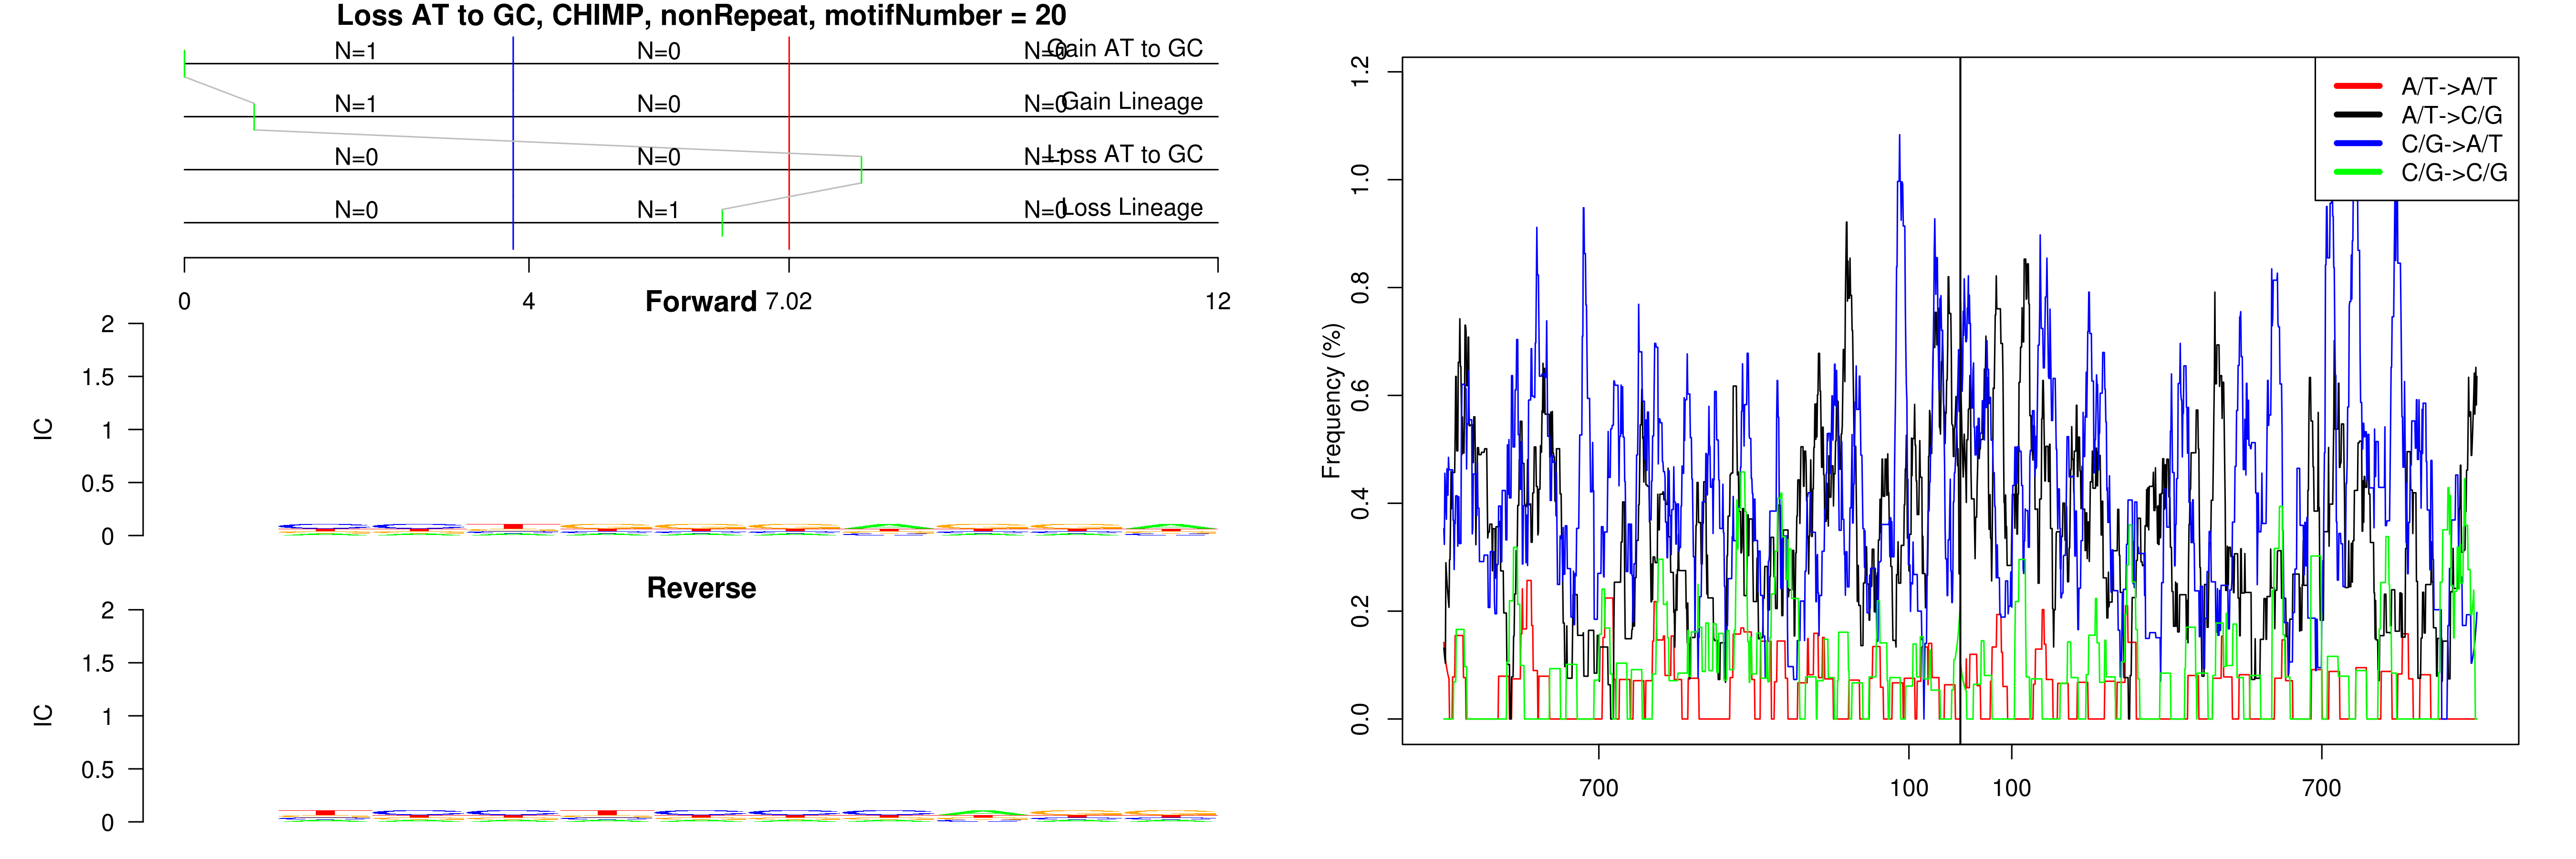 Loss AT to GC, CHIMP, nonRepeat, motifNumber = 20
N=1 N=0 N=0 Gain AT to GC
N=1 N=0 N=0 Gain Lineage
N=0 N=0 N=1 Loss AT to GC
N=0 N=1 N=0 Loss Lineage
0 4 7.02 12
Forward
2
1.5
1
0.5
0
IC
Reverse
2
1.5
1
0.5
0
IC
1.2
1.0
0.8
0.6
0.4
0.2
0.0
Frequency (%)
A/T->A/T
A/T->C/G
C/G->A/T
C/G->C/G
700 100 100 700